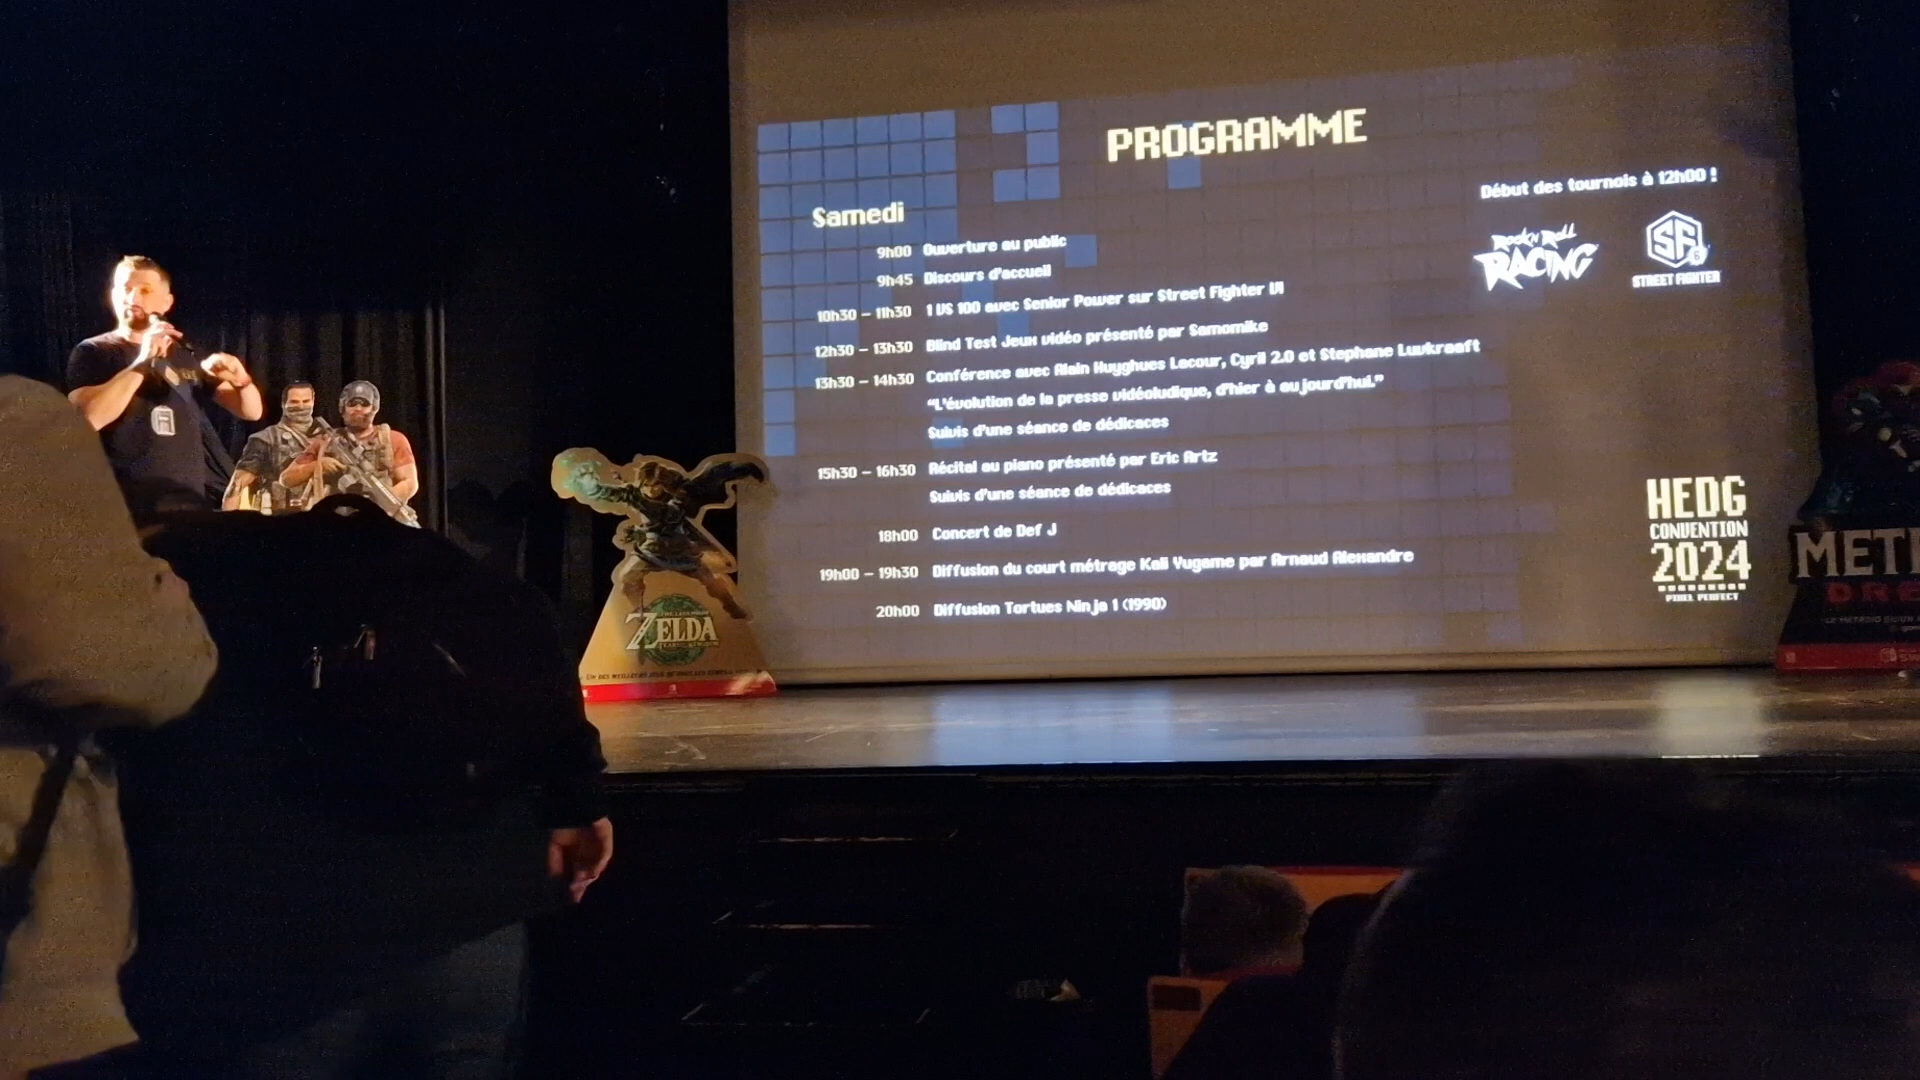 PROGRAMME
Début des tournois à 12h00 !
ROCK N ROLL
RACING
SF
6
STREET FIGHTER
Samedi
9h00 Ouverture au public
9h45 Discours d'accueil
10h30 – 11h30 1 VS 100 avec Senior Power sur Street Fighter VI
12h30 – 13h30 Blind Test Jeux vidéo présenté par Samomike
13h30 – 14h30 Conférence avec Alain Huyghues Lacour, Cyril 2.0 et Stephane Luvkraaft
"L'évolution de la presse vidéoludique, d'hier à aujourd'hui."
Suivis d'une séance de dédicaces
15h30 – 16h30 Récital au piano présenté par Eric Artz
Suivis d'une séance de dédicaces
18h00 Concert de Def J
19h00 – 19h30 Diffusion du court métrage Kali Yugame par Arnaud Alexandre
20h00 Diffusion Tortues Ninja 1 (1990)
HEDG
CONVENTION
2024
PIXEL PERFECT
THE LEGEND OF
ZELDA
METR
DRE